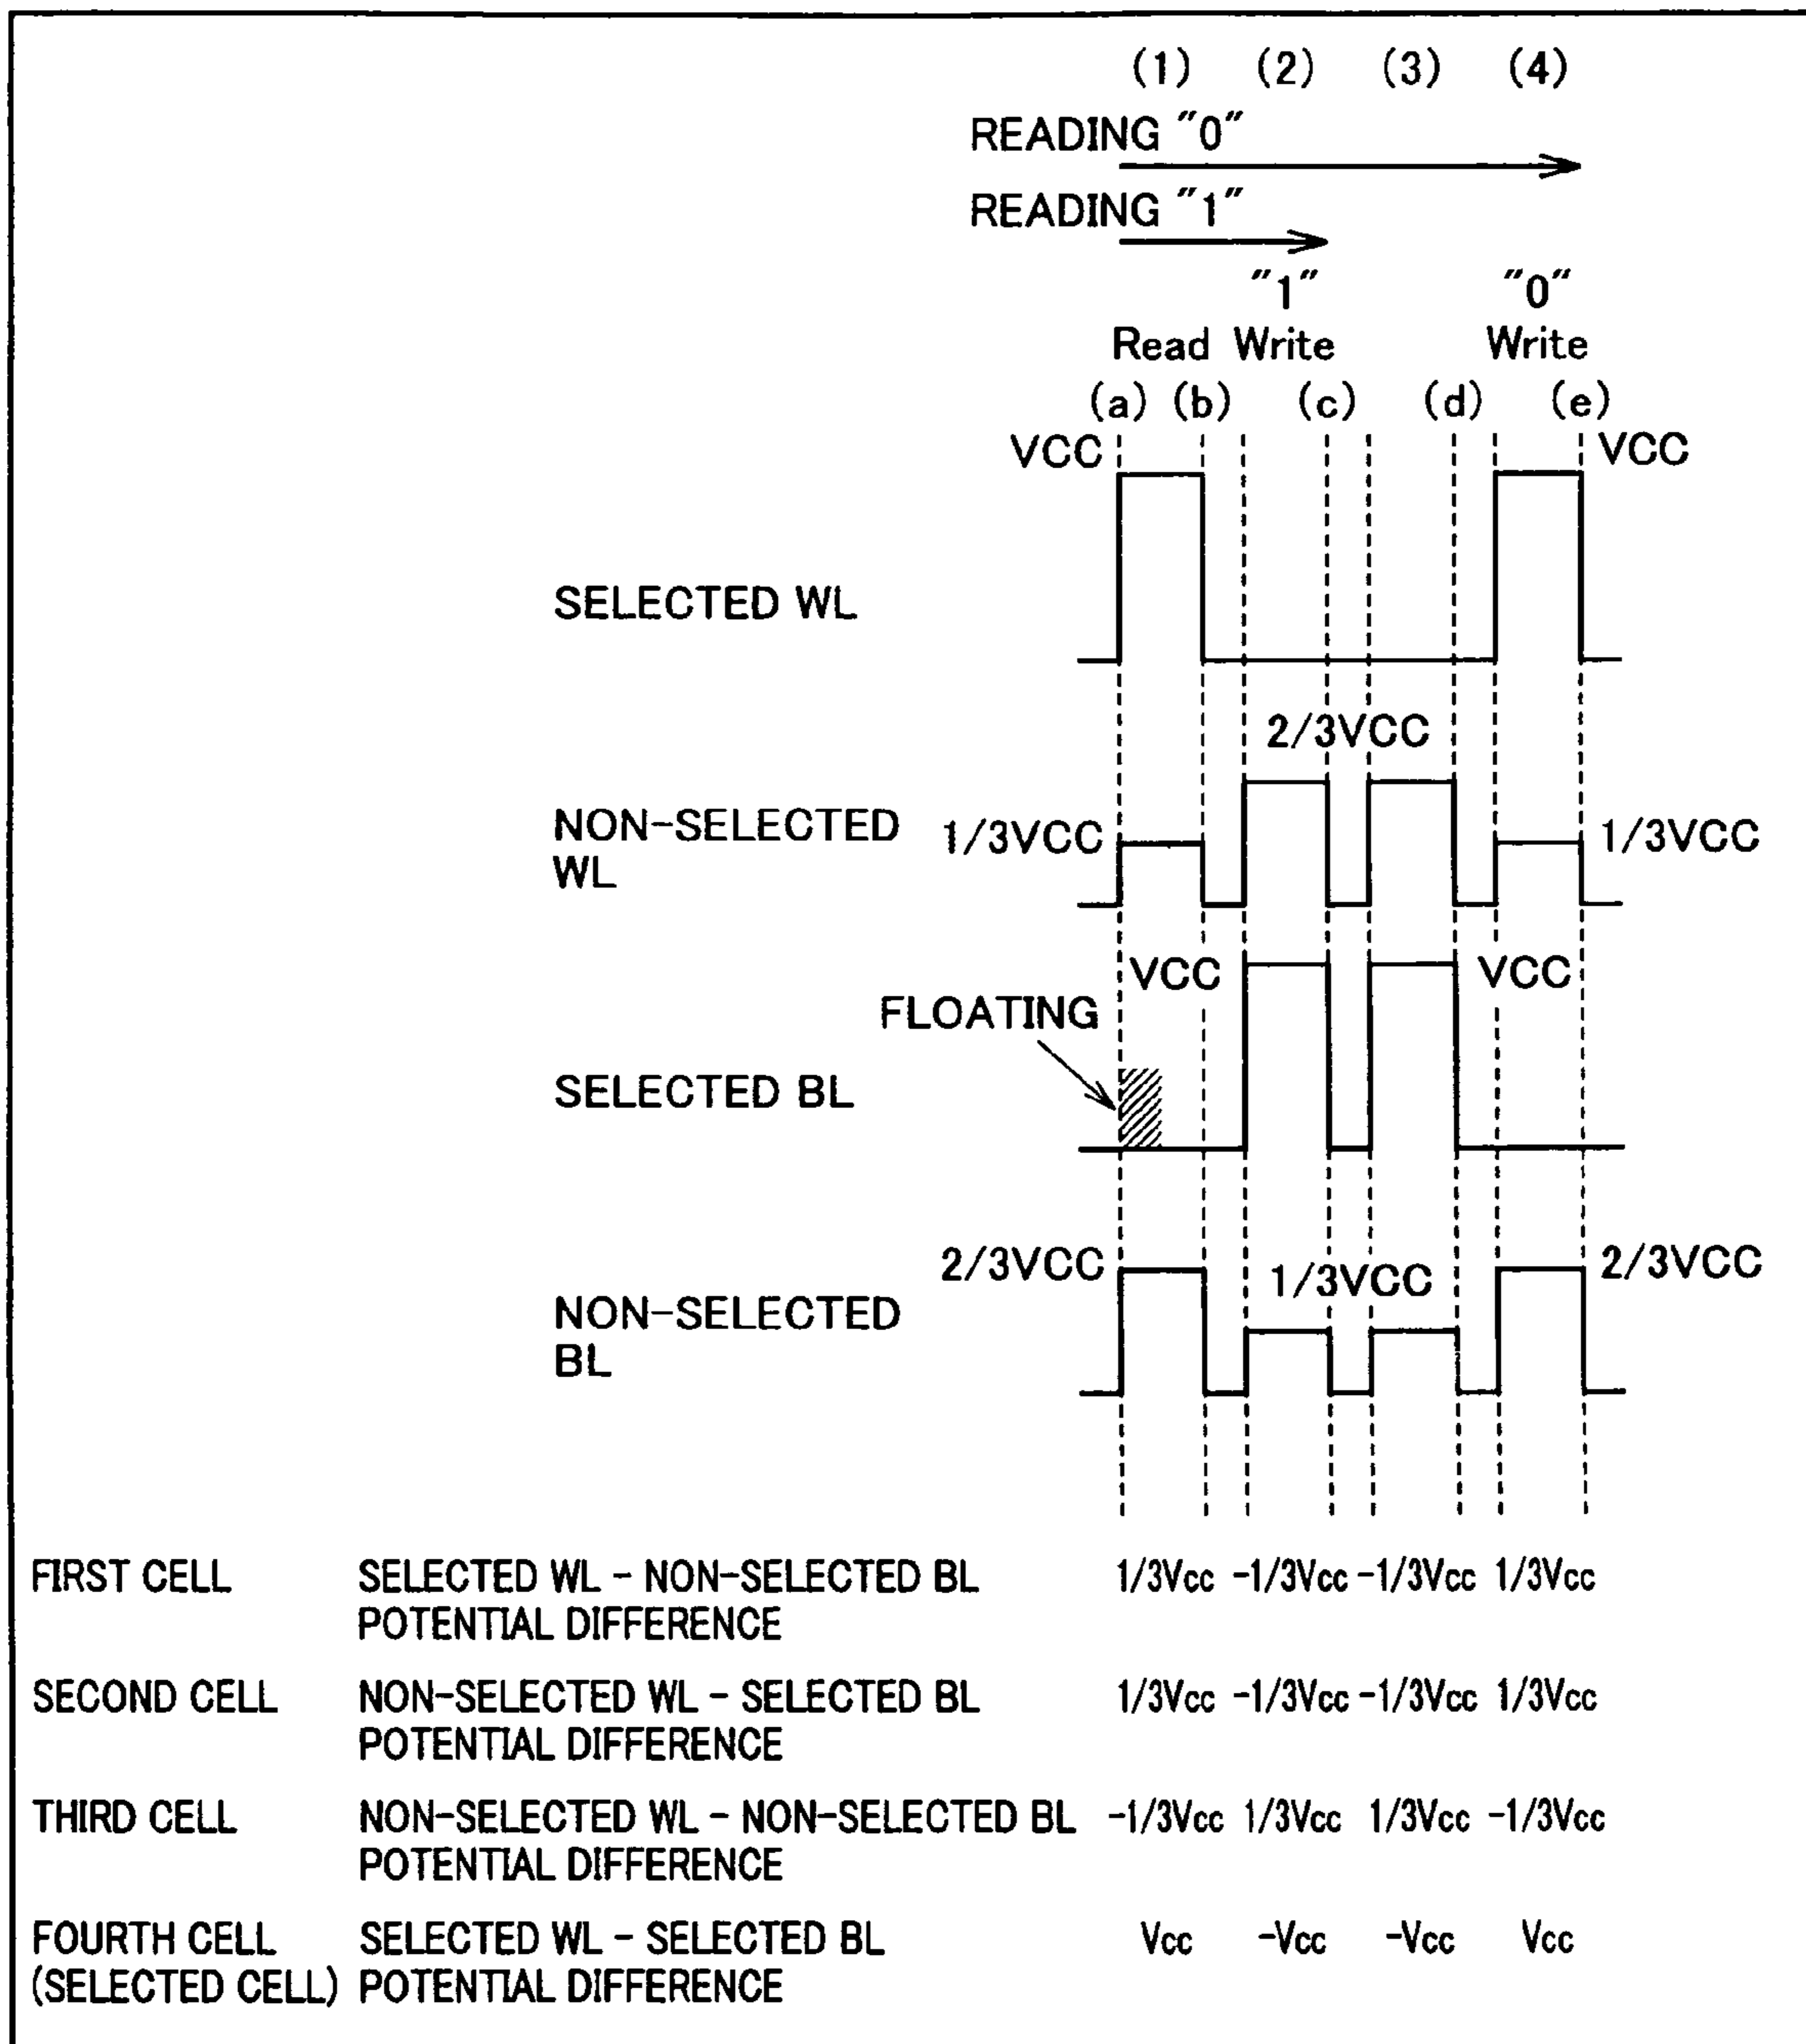 (1) (2) (3) (4)
READING "0"
READING "1"
"1" "0"
Read Write Write
(a) (b) (c) (d) (e)
VCC VCC
SELECTED WL
2/3VCC
NON-SELECTED
WL
1/3VCC 1/3VCC
VCC VCC
FLOATING
SELECTED BL
2/3VCC 1/3VCC 2/3VCC
NON-SELECTED
BL
FIRST CELL SELECTED WL - NON-SELECTED BL 1/3Vcc -1/3Vcc -1/3Vcc 1/3Vcc
POTENTIAL DIFFERENCE
SECOND CELL NON-SELECTED WL - SELECTED BL 1/3Vcc -1/3Vcc -1/3Vcc 1/3Vcc
POTENTIAL DIFFERENCE
THIRD CELL NON-SELECTED WL - NON-SELECTED BL -1/3Vcc 1/3Vcc 1/3Vcc -1/3Vcc
POTENTIAL DIFFERENCE
FOURTH CELL SELECTED WL - SELECTED BL Vcc -Vcc -Vcc Vcc
(SELECTED CELL) POTENTIAL DIFFERENCE